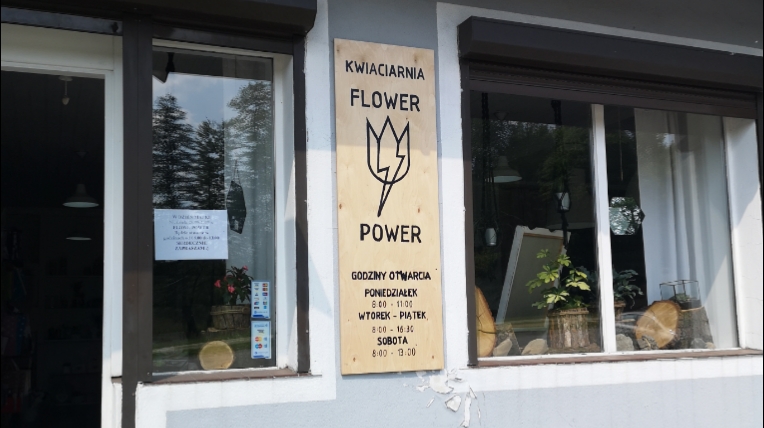 KWIACIARNIA
FLOWER
POWER
GODZINY OTWARCIA
PONIEDZIAŁEK
8:00 - 11:00
WTOREK - PIĄTEK
8:00 - 16:30
SOBOTA
8:00 - 13:00